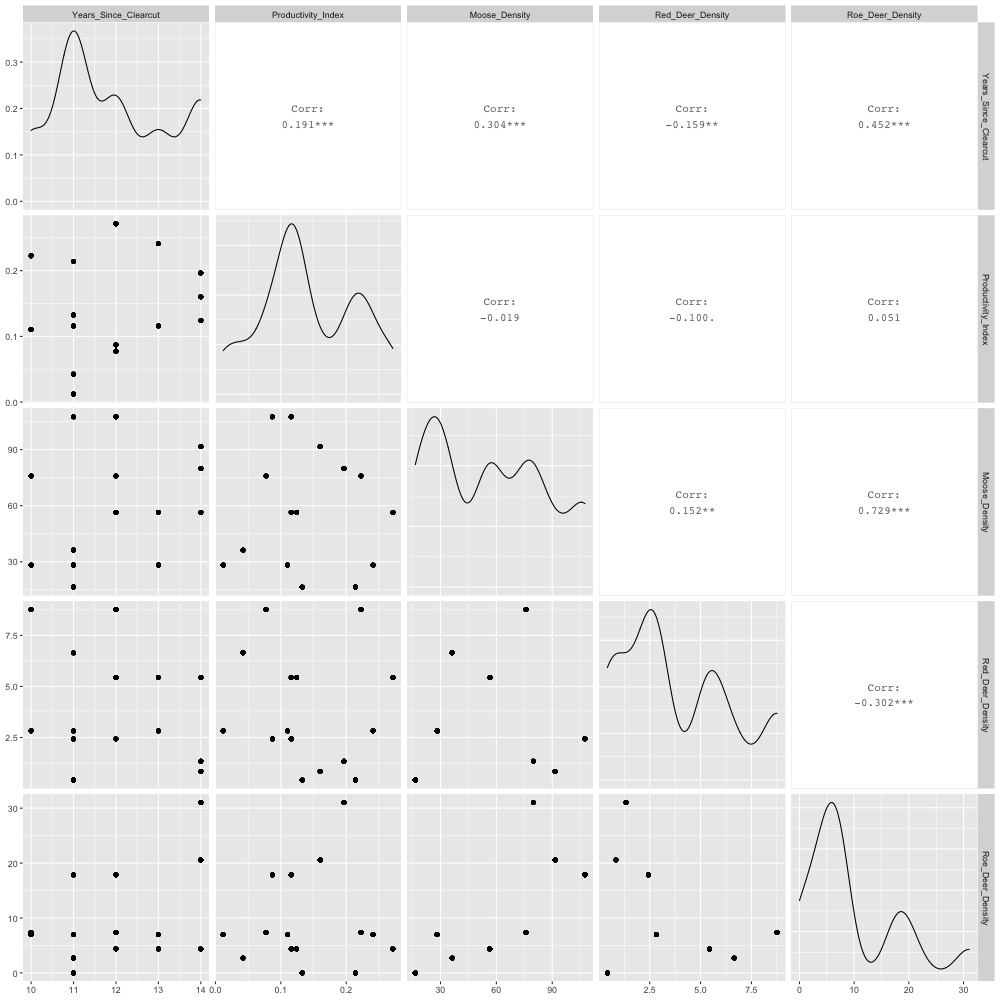 Years_Since_Clearcut Productivity_Index Moose_Density Red_Deer_Density Roe_Deer_Density
0.3
0.2
0.1
0.0
Corr:
0.191***
Corr:
0.304***
Corr:
-0.159**
Corr:
0.452***
Years_Since_Clearcut
0.2
0.1
0.0
Corr:
-0.019
Corr:
-0.100.
Corr:
0.051
Productivity_Index
90
60
30
Corr:
0.152**
Corr:
0.729***
Moose_Density
7.5
5.0
2.5
Corr:
-0.302***
Red_Deer_Density
30
20
10
0
Roe_Deer_Density
10 11 12 13 14 0.0 0.1 0.2 30 60 90 2.5 5.0 7.5 0 10 20 30